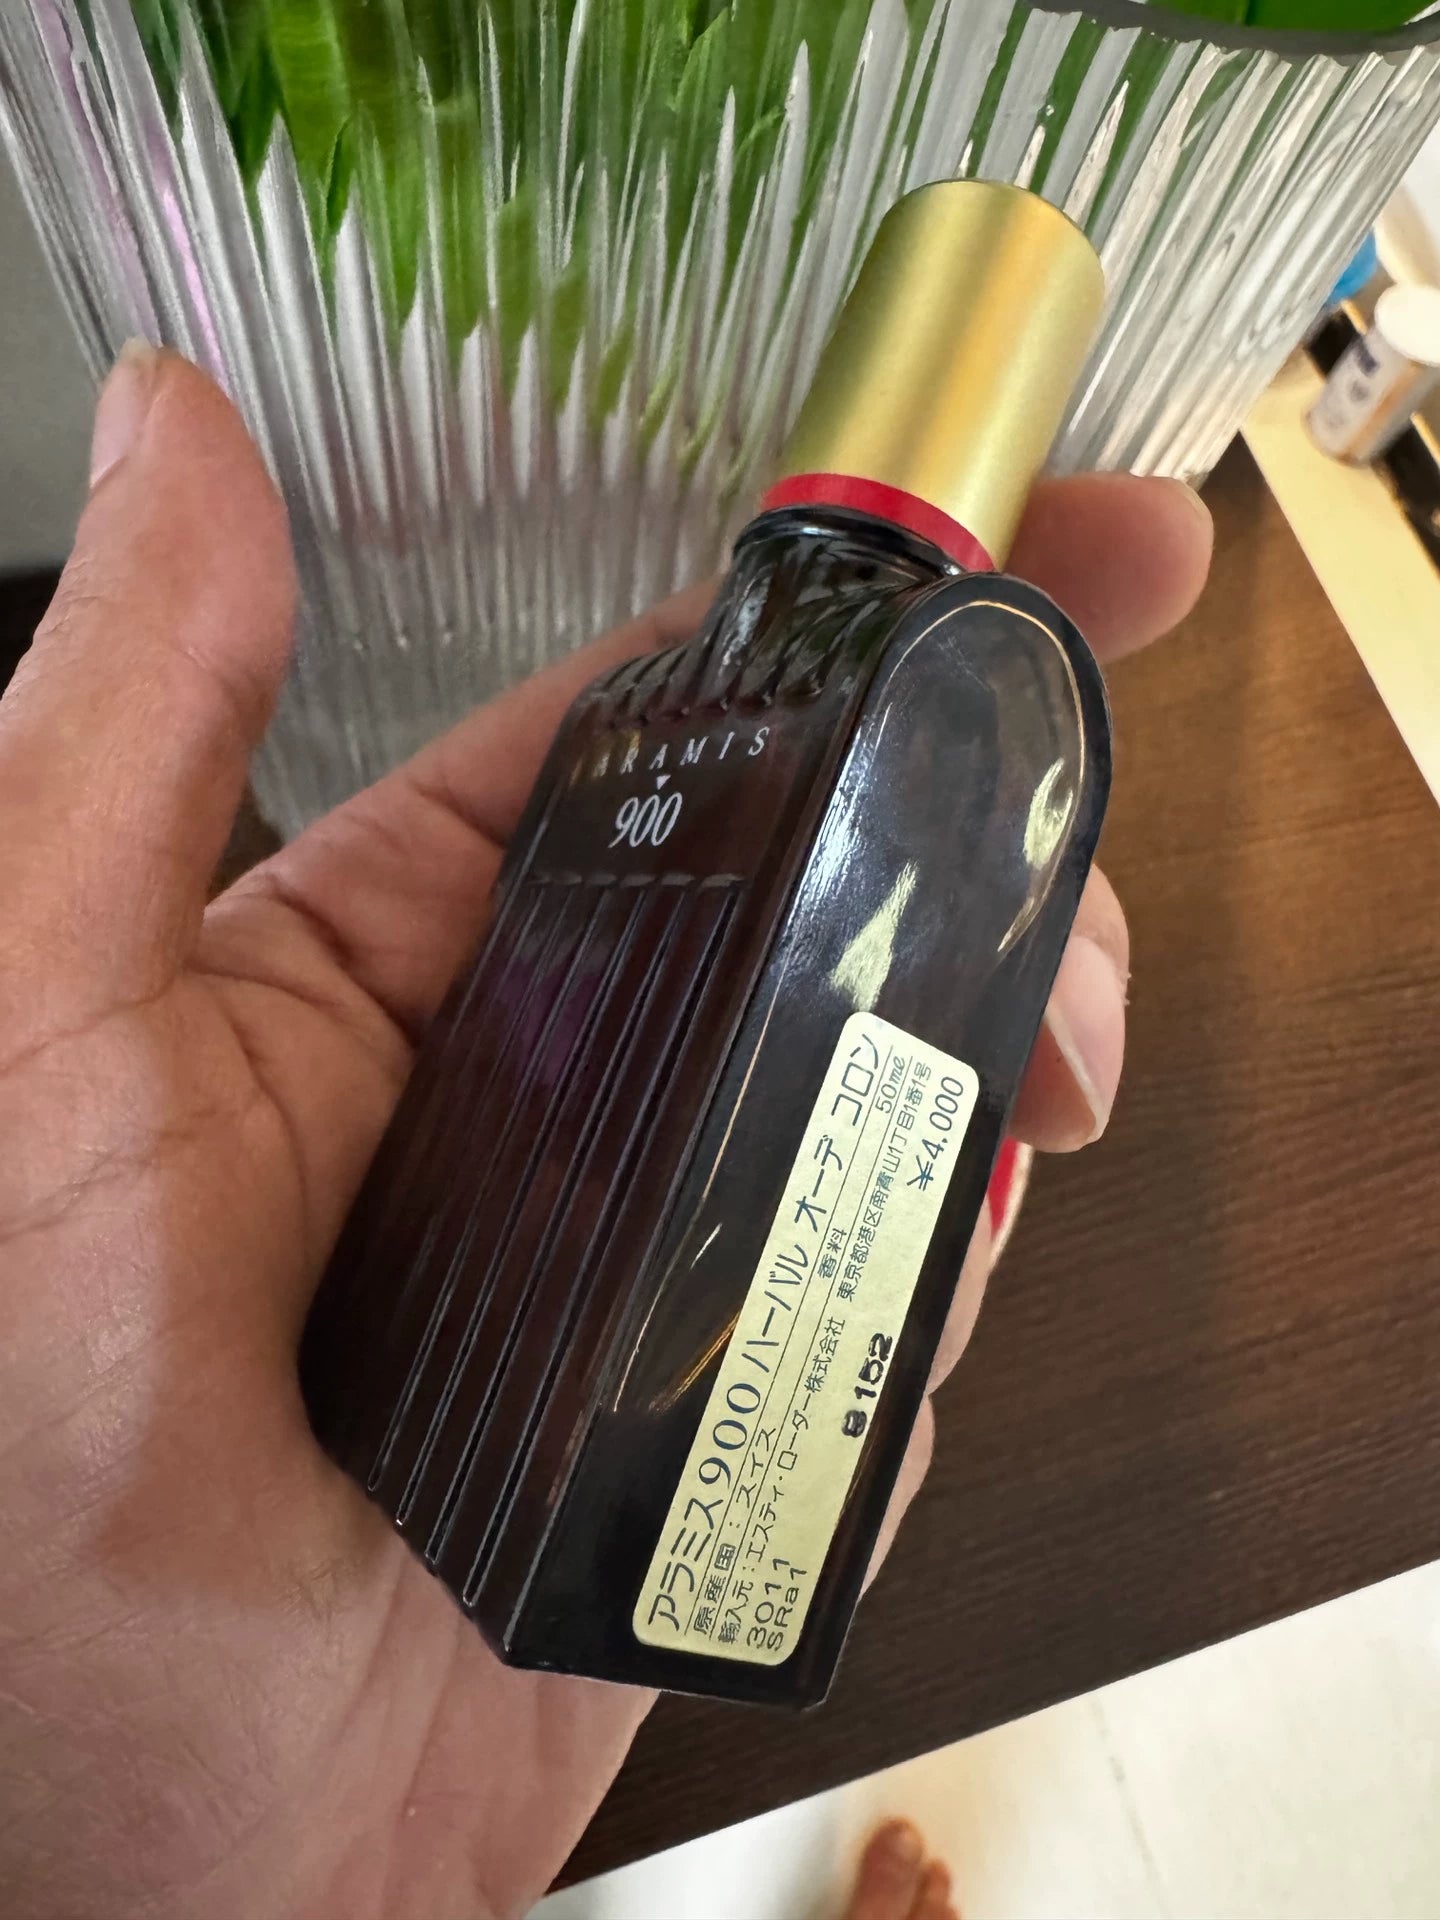 ARAMIS
900
アラミス900ハーバル オーデ コロン
原産国:スイス 香料 50ml
輸入元:エスティ・ローダー株式会社 東京都港区南青山1丁目1番1号
3011 ¥4,000
SRa1
8 152